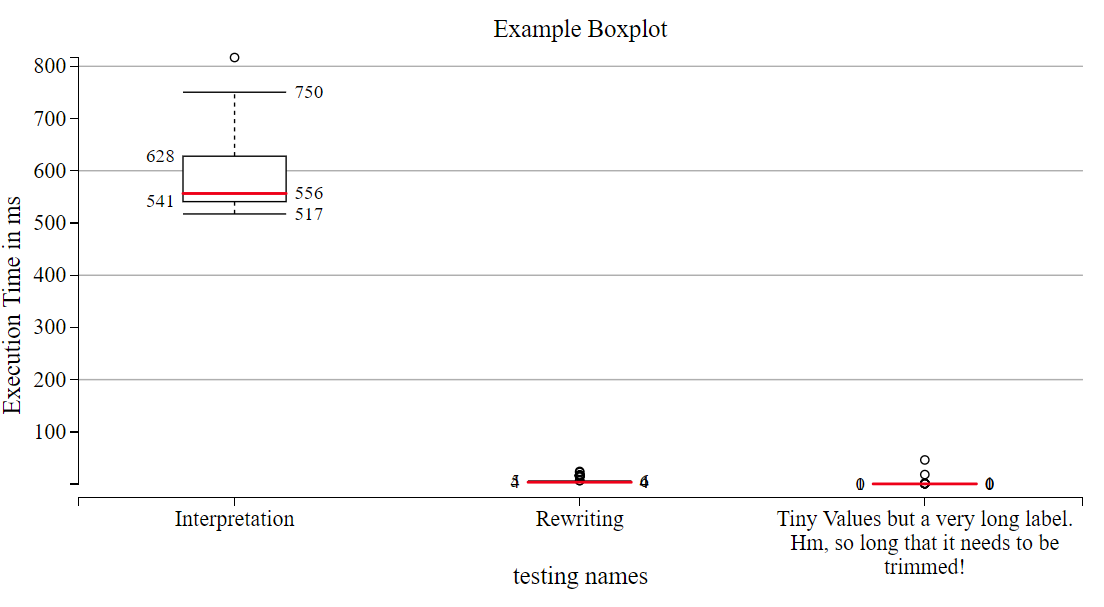 Example Boxplot
Execution Time in ms
800
700
600
500
400
300
200
100
750
628
556
541
517
Interpretation
Rewriting
Tiny Values but a very long label.
Hm, so long that it needs to be
trimmed!
testing names